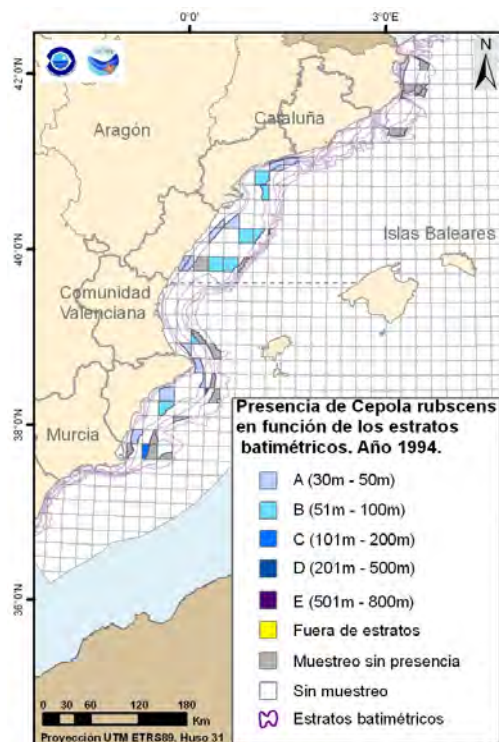 0°0'
3°0'E
42°0'N
Aragón
Cataluña
40°0'N
Islas Baleares
Comunidad
Valenciana
38°0'N
Murcia
36°0'N
Presencia de Cepola rubscens
en función de los estratos
batimétricos. Año 1994.
A (30m - 50m)
B (51m - 100m)
C (101m - 200m)
D (201m - 500m)
E (501m - 800m)
Fuera de estratos
Muestreo sin presencia
Sin muestreo
Estratos batimétricos
0 30 60 120 180
Km
Proyección UTM ETRS89. Huso 31